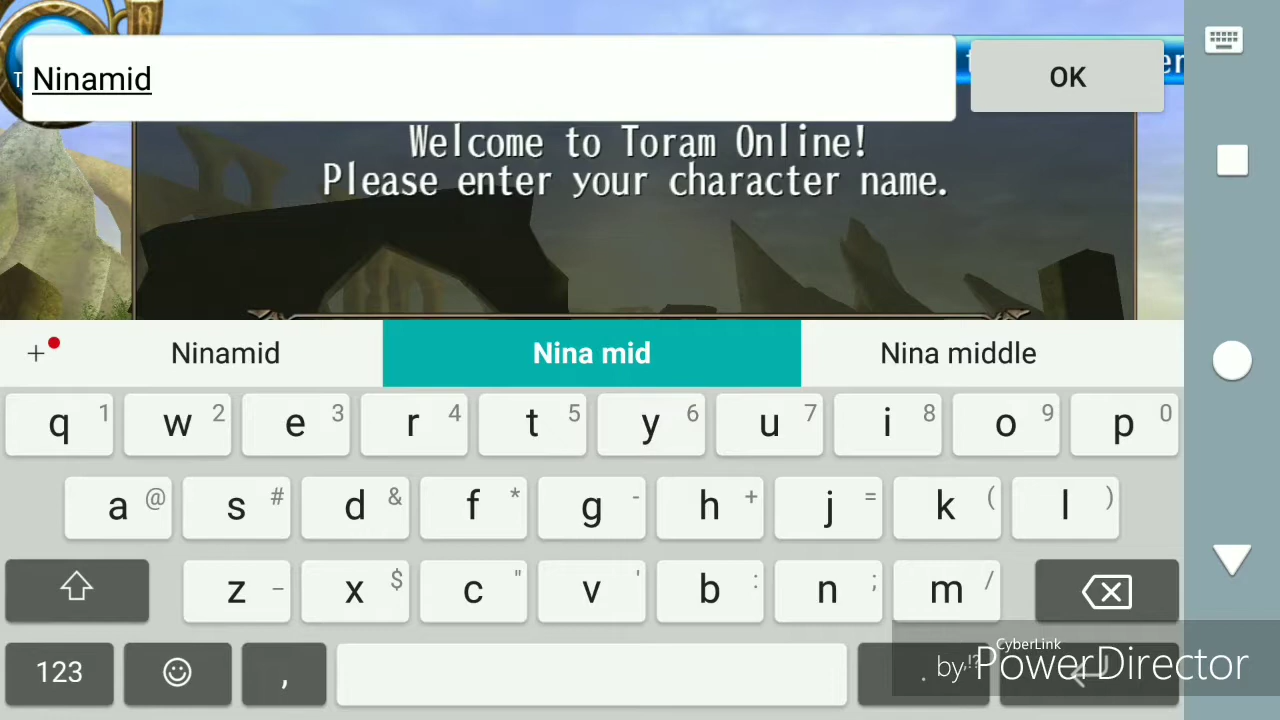 Ninamid
OK
Welcome to Toram Online!
Please enter your character name.
+ Ninamid Nina mid Nina middle
q 1 w 2 e 3 r 4 t 5 y 6 u 7 i 8 o 9 p 0
a @ s # d & f * g - h + j = k ( l )
z _ x $ c " v ' b : n ; m /
123 , . ,!?
CyberLink
by PowerDirector